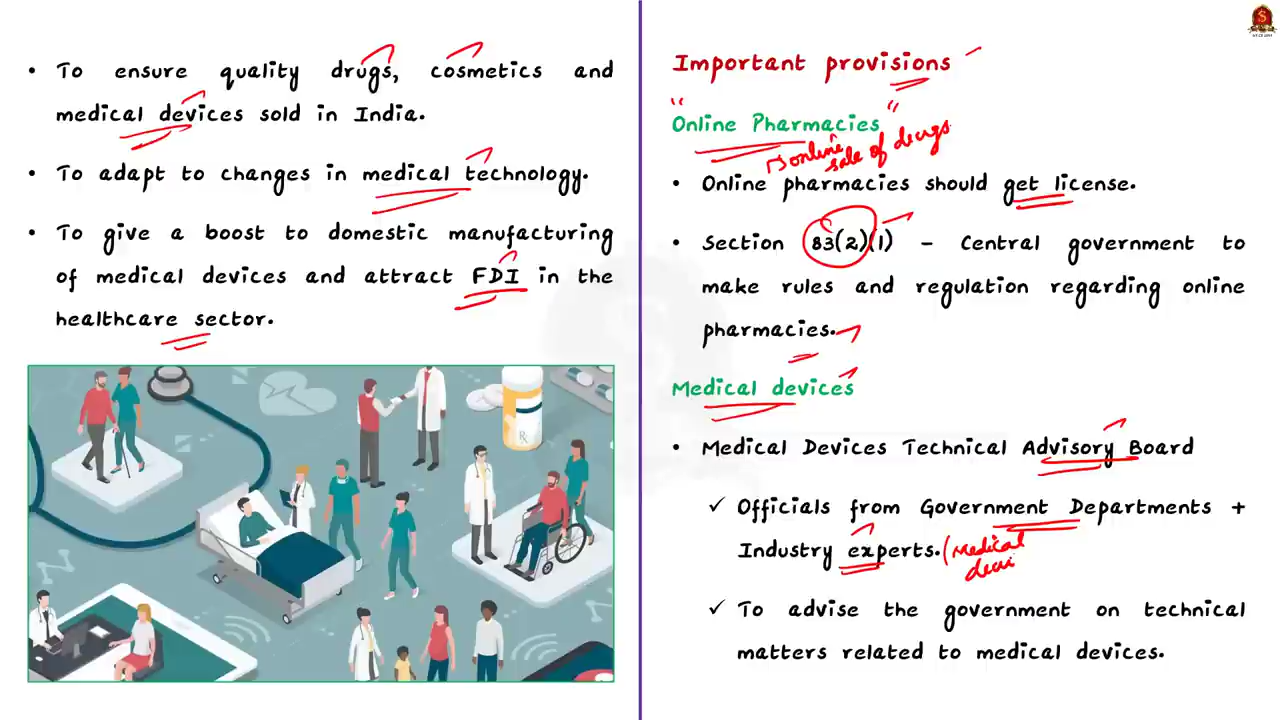 • To ensure quality drugs, cosmetics and
medical devices sold in India.
• To adapt to changes in medical technology.
• To give a boost to domestic manufacturing
of medical devices and attract FDI in the
healthcare sector.
Important provisions
"Online Pharmacies"
online sale of drugs
• Online pharmacies should get license.
• Section 83(2)(1) - Central government to
make rules and regulation regarding online
pharmacies.
Medical devices
• Medical Devices Technical Advisory Board
✓ Officials from Government Departments +
Industry experts. (Medical
devi
✓ To advise the government on technical
matters related to medical devices.